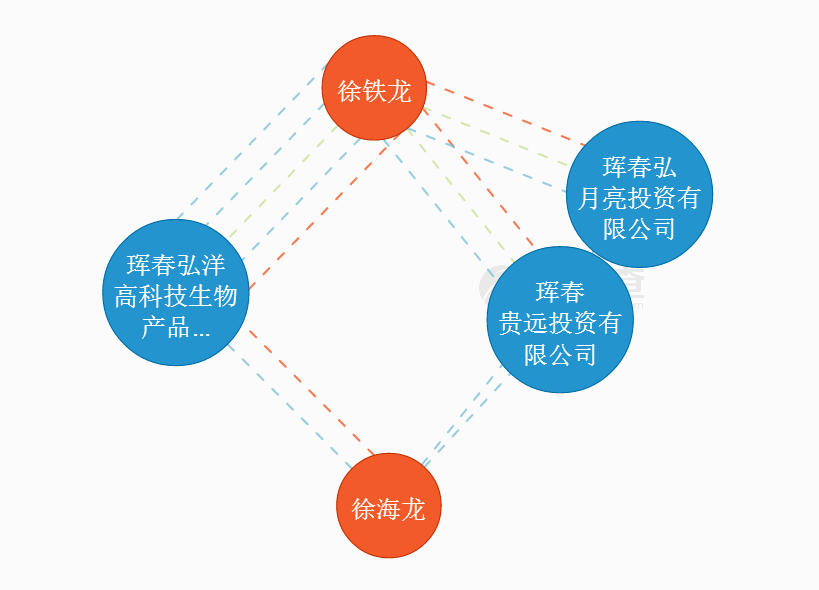 徐铁龙
珲春弘
月亮投资有
限公司
珲春弘洋
高科技生物
产品...
珲春
贵远投资有
限公司
徐海龙